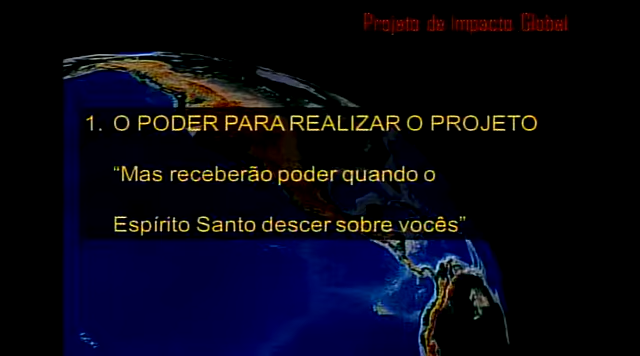 Projeto de Impacto Global
1. O PODER PARA REALIZAR O PROJETO
“Mas receberão poder quando o
Espírito Santo descer sobre vocês”